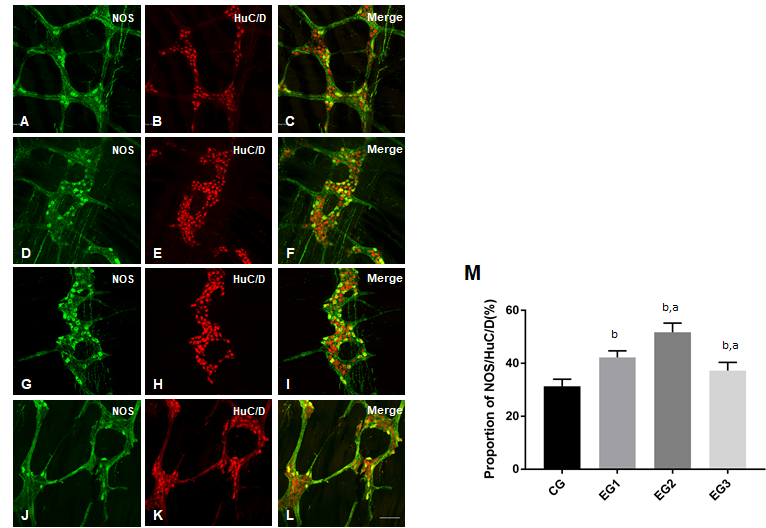 NOS HuC/D Merge
A B C
NOS HuC/D Merge
D E F
NOS HuC/D Merge
G H I
NOS HuC/D Merge
J K L
M
Proportion of NOS/HuC/D(%)
60
40
20
0
b
b,a
b,a
CG EG1 EG2 EG3